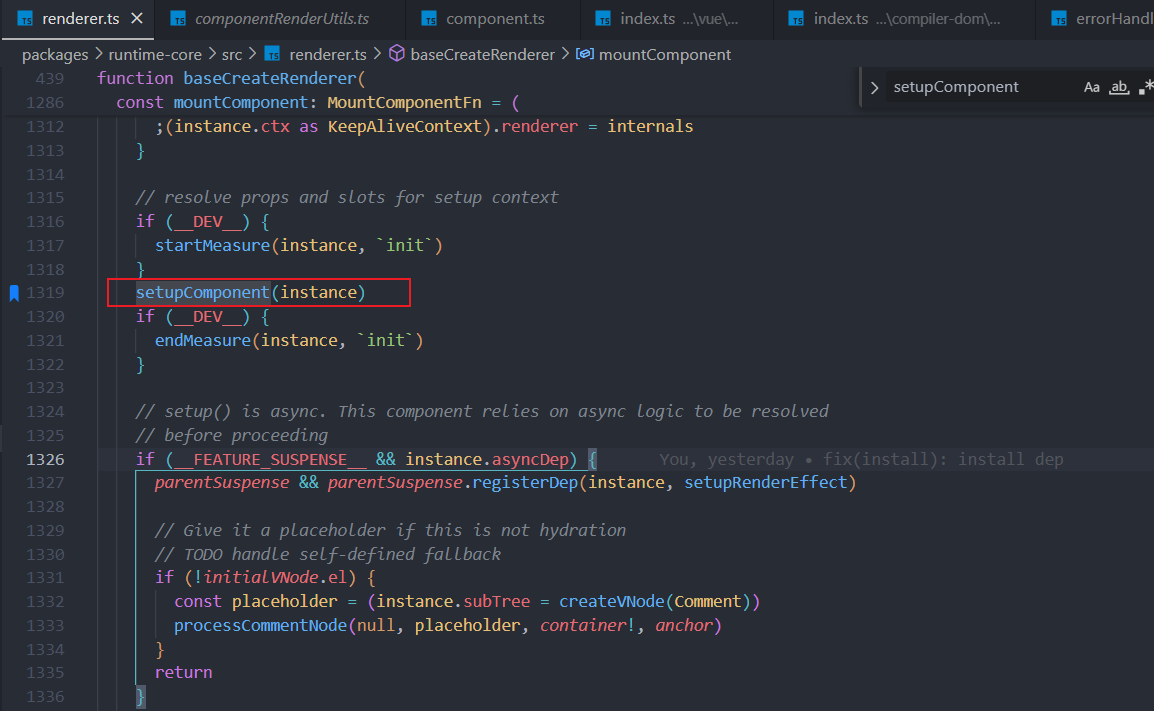 TS renderer.ts × TS componentRenderUtils.ts TS component.ts TS index.ts ...\vue\... TS index.ts ...\compiler-dom\... TS errorHandl
packages > runtime-core > src > TS renderer.ts > baseCreateRenderer > mountComponent
439 function baseCreateRenderer(
setupComponent Aa ab .*
1286 const mountComponent: MountComponentFn = (
1312 ;(instance.ctx as KeepAliveContext).renderer = internals
1313 }
1314
1315 // resolve props and slots for setup context
1316 if (__DEV__) {
1317 startMeasure(instance, `init`)
1318 }
1319 setupComponent(instance)
1320 if (__DEV__) {
1321 endMeasure(instance, `init`)
1322 }
1323
1324 // setup() is async. This component relies on async logic to be resolved
1325 // before proceeding
1326 if (__FEATURE_SUSPENSE__ && instance.asyncDep) { You, yesterday • fix(install): install dep
1327 parentSuspense && parentSuspense.registerDep(instance, setupRenderEffect)
1328
1329 // Give it a placeholder if this is not hydration
1330 // TODO handle self-defined fallback
1331 if (!initialVNode.el) {
1332 const placeholder = (instance.subTree = createVNode(Comment))
1333 processCommentNode(null, placeholder, container!, anchor)
1334 }
1335 return
1336 }